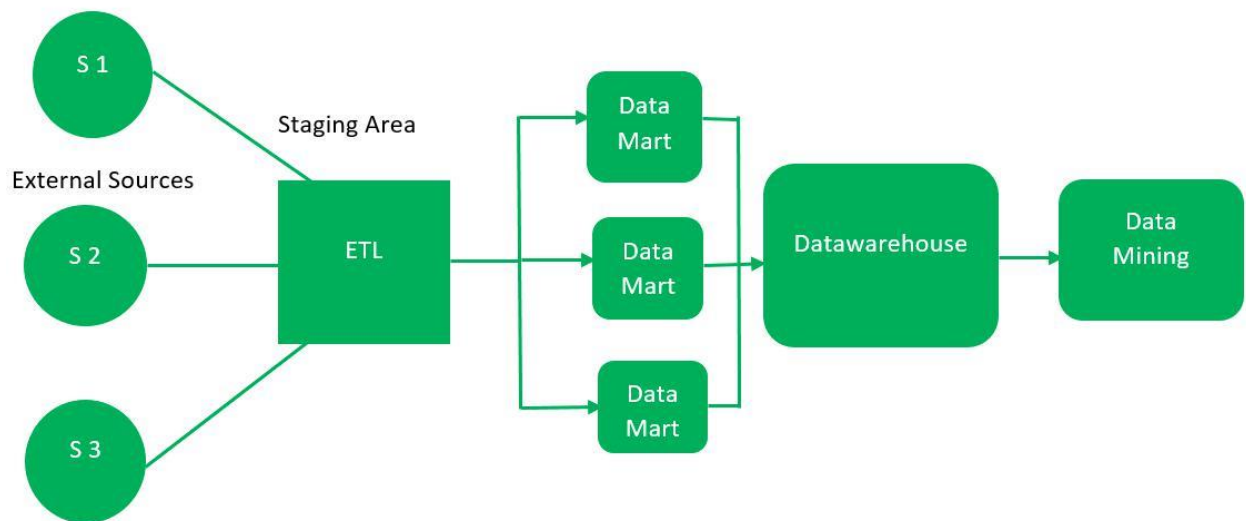 S 1
Staging Area
External Sources
S 2
ETL
S 3
Data
Mart
Data
Mart
Data
Mart
Datawarehouse
Data
Mining